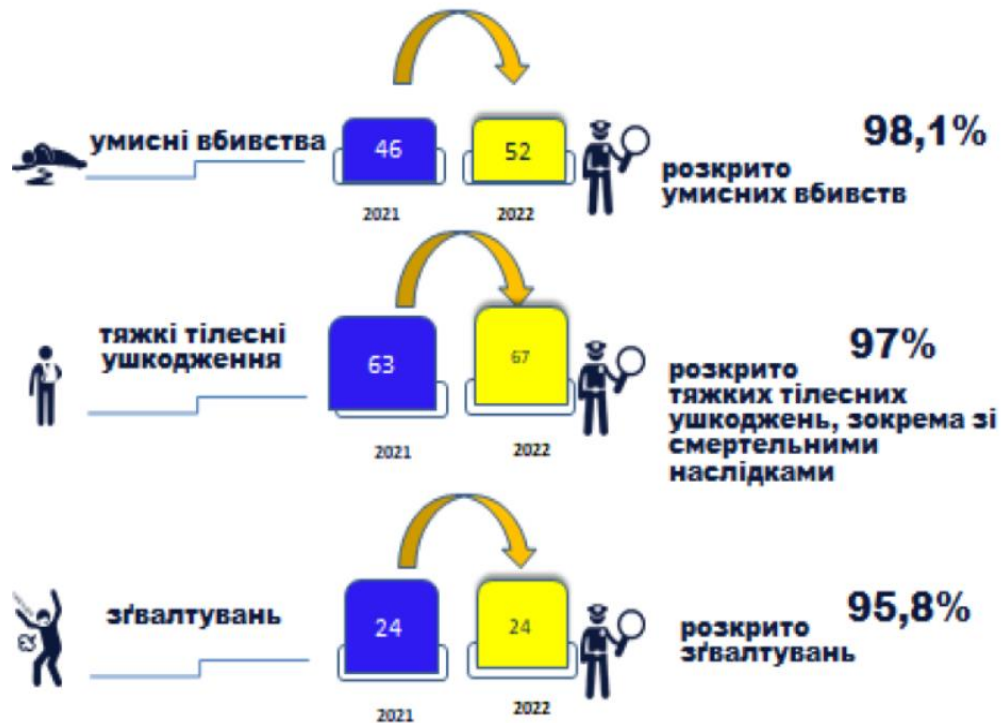 умисні вбивства
46
52
2021
2022
98,1%
розкрито
умисних вбивств
тяжкі тілесні
ушкодження
63
67
2021
2022
97%
розкрито
тяжких тілесних
ушкоджень, зокрема зі
смертельними
наслідками
зґвалтувань
24
24
2021
2022
95,8%
розкрито
зґвалтувань